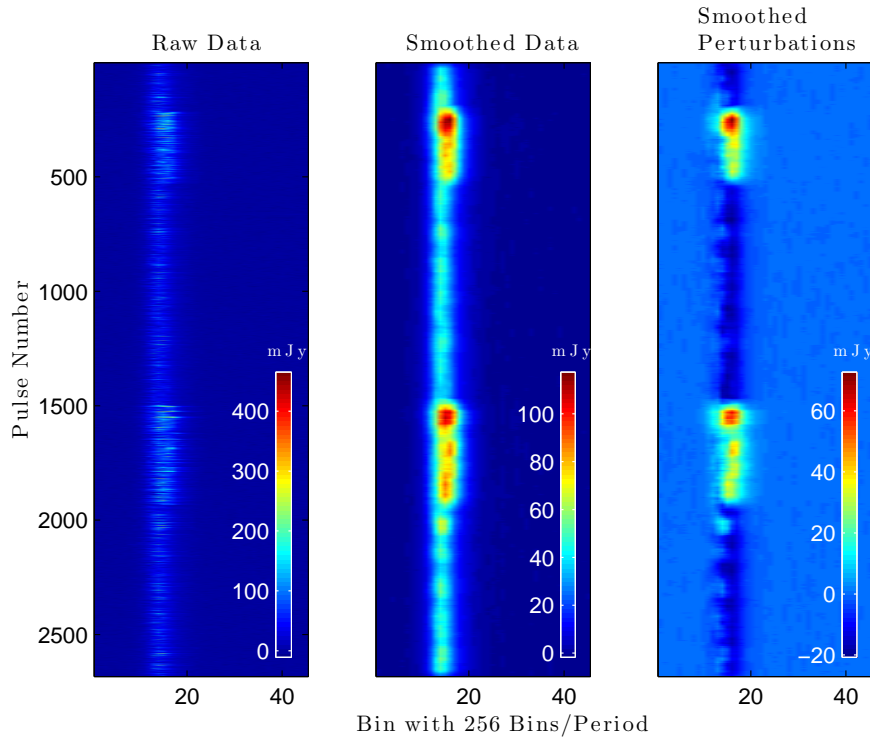 Raw Data
Smoothed Data
Smoothed
Perturbations
Pulse Number
500
1000
1500
2000
2500
mJy
400
300
200
100
0
mJy
100
80
60
40
20
0
mJy
60
40
20
0
−20
20 40
20 40
20 40
Bin with 256 Bins/Period